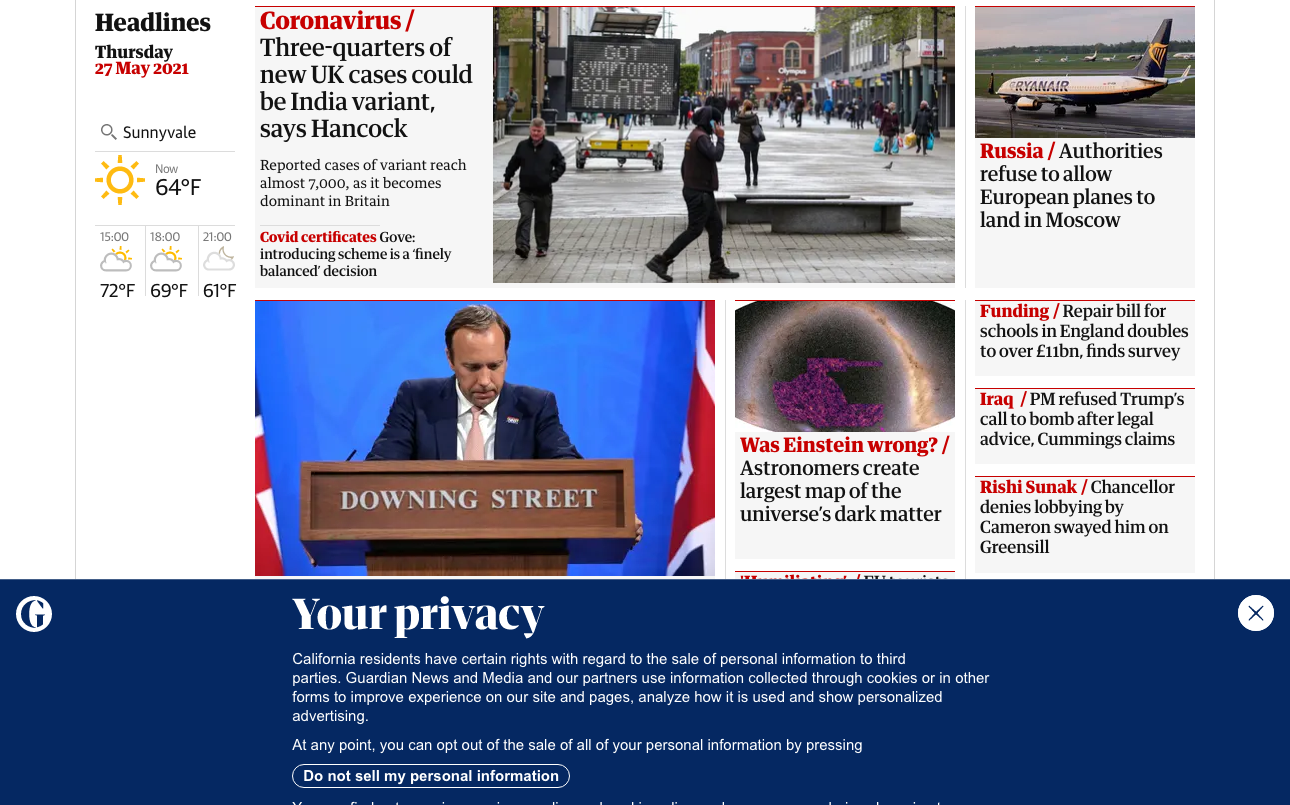 Headlines
Thursday
27 May 2021
Sunnyvale
Now
64°F
15:00
18:00
21:00
72°F
69°F
61°F
Coronavirus /
Three-quarters of
new UK cases could
be India variant,
says Hancock
Reported cases of variant reach
almost 7,000, as it becomes
dominant in Britain
Covid certificates Gove:
introducing scheme is a ‘finely
balanced’ decision
GOT
SYMPTOMS?
ISOLATE &
GET A TEST
Olympus
RYANAIR
Russia / Authorities
refuse to allow
European planes to
land in Moscow
DOWNING STREET
Was Einstein wrong? /
Astronomers create
largest map of the
universe’s dark matter
Funding / Repair bill for
schools in England doubles
to over £11bn, finds survey
Iraq / PM refused Trump’s
call to bomb after legal
advice, Cummings claims
Rishi Sunak / Chancellor
denies lobbying by
Cameron swayed him on
Greensill
G
Your privacy
California residents have certain rights with regard to the sale of personal information to third
parties. Guardian News and Media and our partners use information collected through cookies or in other
forms to improve experience on our site and pages, analyze how it is used and show personalized
advertising.
At any point, you can opt out of the sale of all of your personal information by pressing
Do not sell my personal information